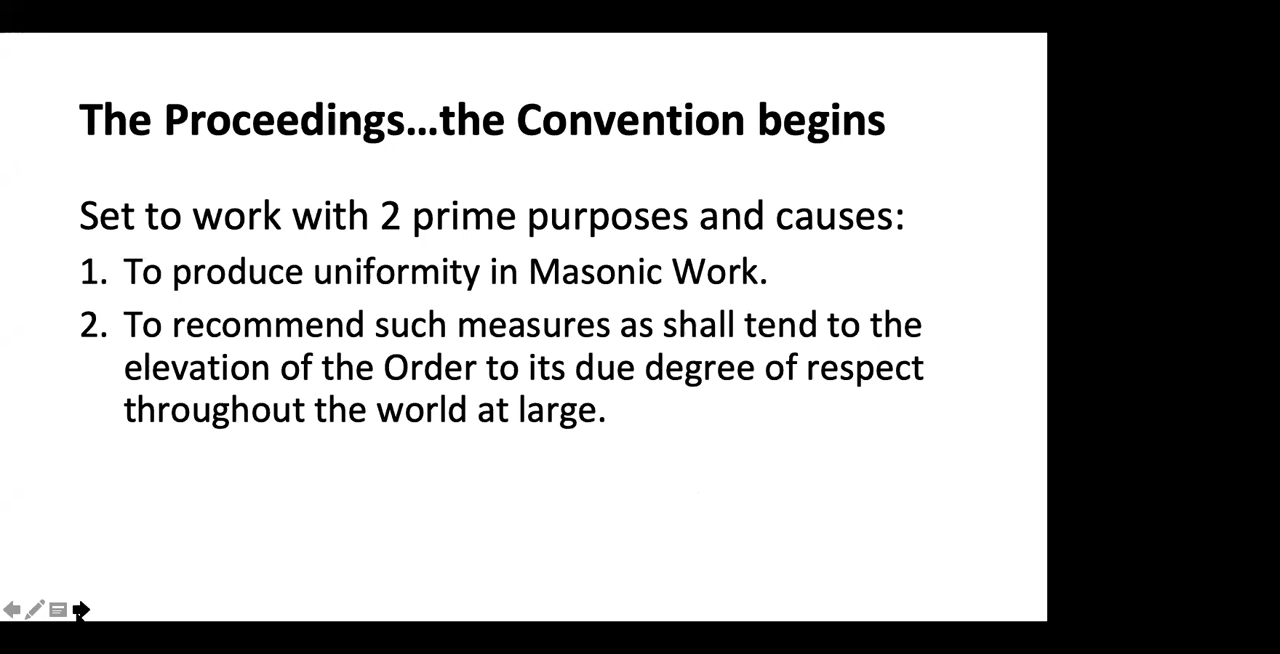 The Proceedings...the Convention begins
Set to work with 2 prime purposes and causes:
1. To produce uniformity in Masonic Work.
2. To recommend such measures as shall tend to the
elevation of the Order to its due degree of respect
throughout the world at large.